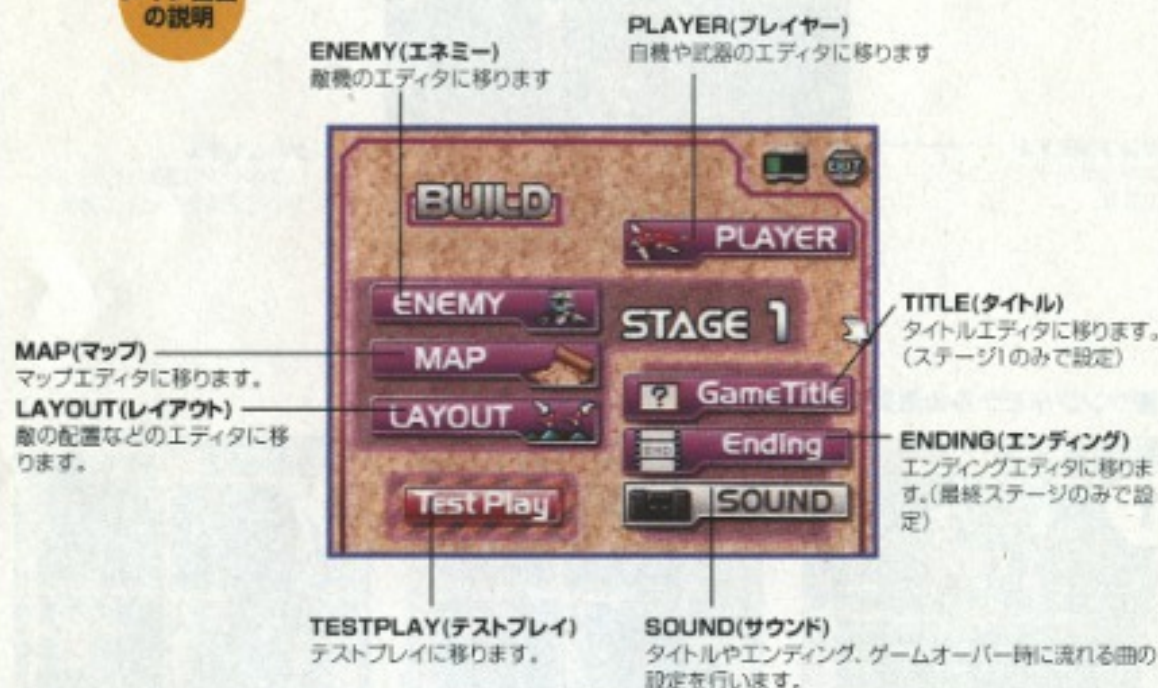 の説明
ENEMY(エネミー)
敵機のエディタに移ります
PLAYER(プレイヤー)
自機や武器のエディタに移ります
BUILD
OUT
PLAYER
ENEMY
STAGE 1
MAP
GameTitle
LAYOUT
Ending
END
Test Play
SOUND
MAP(マップ)
マップエディタに移ります。
LAYOUT(レイアウト)
敵の配置などのエディタに移
ります。
TITLE(タイトル)
タイトルエディタに移ります。
(ステージ1のみで設定)
ENDING(エンディング)
エンディングエディタに移りま
す。(最終ステージのみで設
定)
TESTPLAY(テストプレイ)
テストプレイに移ります。
SOUND(サウンド)
タイトルやエンディング、ゲームオーバー時に流れる曲の
設定を行います。